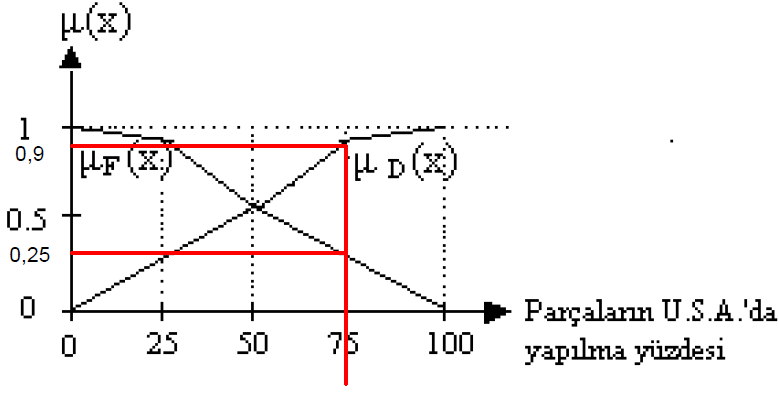 μ(x)
1
0,9
μF(x)
μD(x)
0.5
0,25
0
0 25 50 75 100
Parçaların U.S.A.'da
yapılma yüzdesi